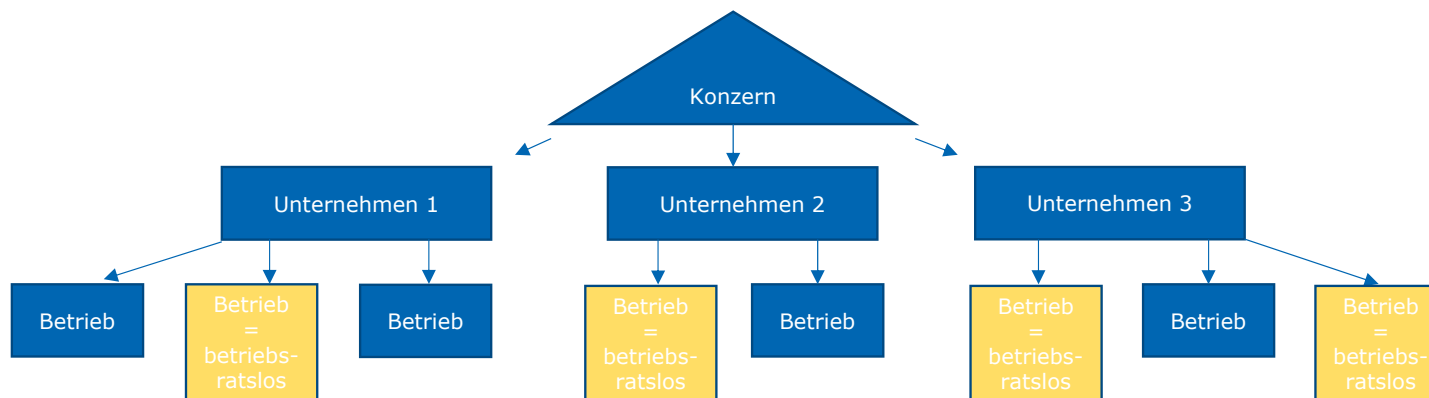 Konzern
Unternehmen 1
Unternehmen 2
Unternehmen 3
Betrieb
Betrieb
=
betriebs-
ratslos
Betrieb
Betrieb
=
betriebs-
ratslos
Betrieb
Betrieb
=
betriebs-
ratslos
Betrieb
Betrieb
=
betriebs-
ratslos